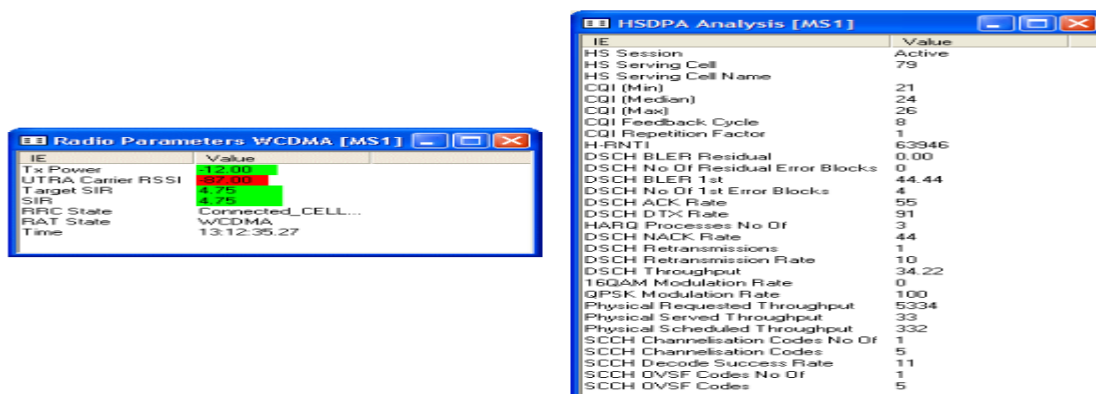 Radio Parameters WCDMA [MS1]
IE Value
Tx Power -12.00
UTRA Carrier RSSI -87.00
Target SIR 4.75
SIR 4.75
RRC State Connected_CELL...
RAT State WCDMA
Time 13:12:35.27
HSDPA Analysis [MS1]
IE Value
HS Session Active
HS Serving Cell 79
HS Serving Cell Name
CQI (Min) 21
CQI (Median) 24
CQI (Max) 26
CQI Feedback Cycle 8
CQI Repetition Factor 1
H-RNTI 63946
DSCH BLER Residual 0.00
DSCH No Of Residual Error Blocks 0
DSCH BLER 1st 44.44
DSCH No Of 1st Error Blocks 4
DSCH ACK Rate 55
DSCH DTX Rate 91
HARQ Processes No Of 3
DSCH NACK Rate 44
DSCH Retransmissions 1
DSCH Retransmission Rate 10
DSCH Throughput 34.22
16QAM Modulation Rate 0
QPSK Modulation Rate 100
Physical Requested Throughput 5334
Physical Served Throughput 33
Physical Scheduled Throughput 332
SCCH Channelisation Codes No Of 1
SCCH Channelisation Codes 5
SCCH Decode Success Rate 11
SCCH OVSF Codes No Of 1
SCCH OVSF Codes 5